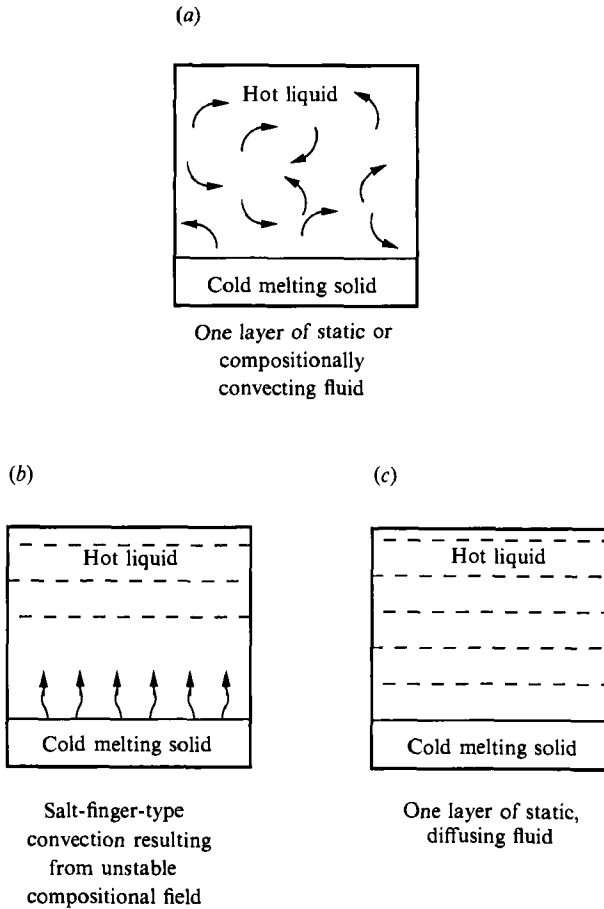 (a)
Hot liquid
Cold melting solid
One layer of static or
compositionally
convecting fluid
(b)
Hot liquid
Cold melting solid
Salt-finger-type
convection resulting
from unstable
compositional field
(c)
Hot liquid
Cold melting solid
One layer of static,
diffusing fluid